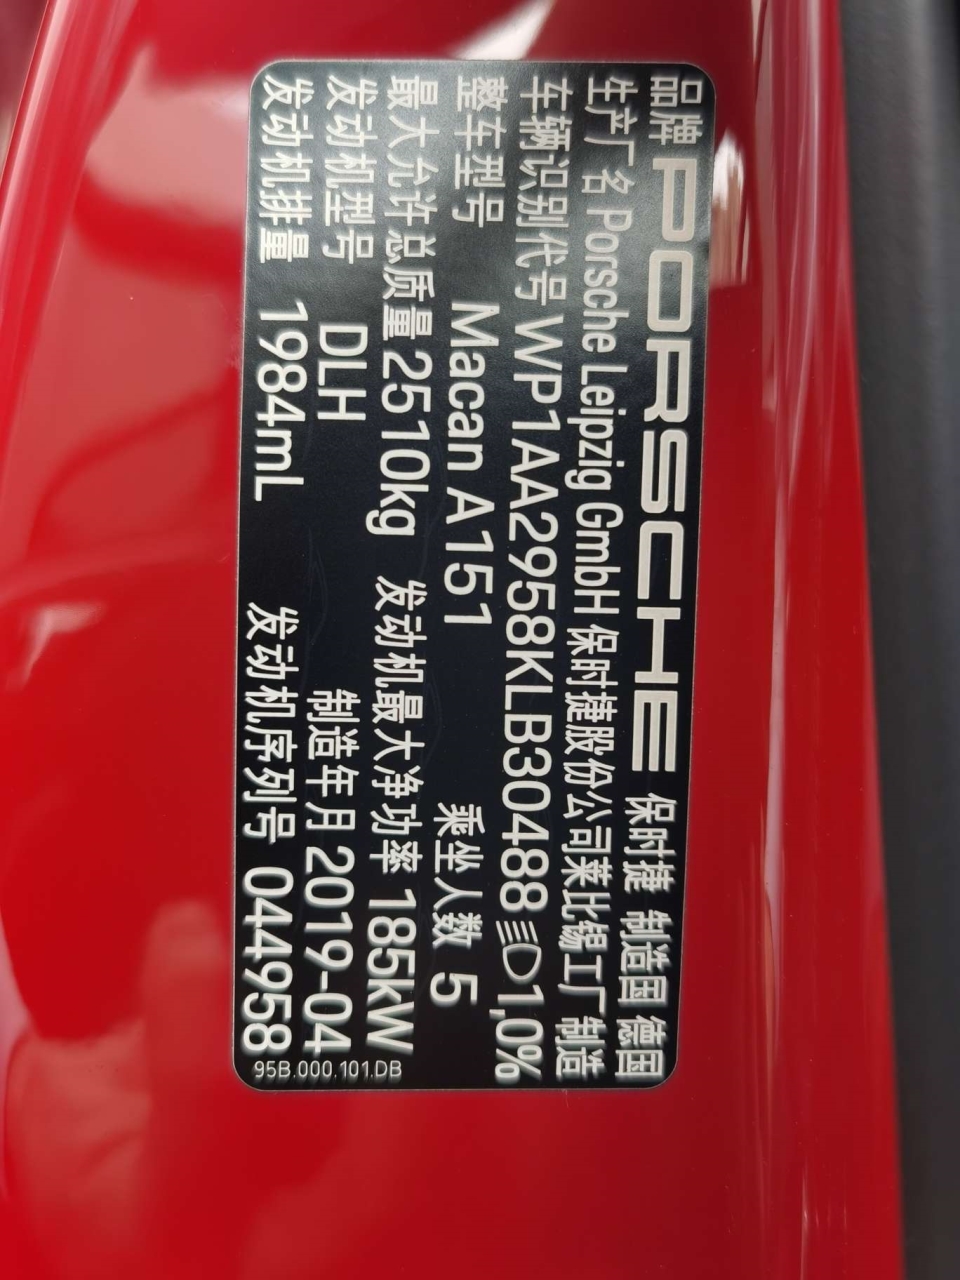 品牌 PORSCHE 保时捷 制造国 德国
生产厂名 Porsche Leipzig GmbH 保时捷股份公司莱比锡工厂 制造
车辆识别代号 WP1AA2958KLB30488 1,0%
整车型号 Macan A151 乘坐人数 5
最大允许总质量 2510kg 发动机最大净功率 185kW
发动机型号 DLH 制造年月 2019-04
发动机排量 1984mL 发动机序列号 044958
95B.000.101.DB